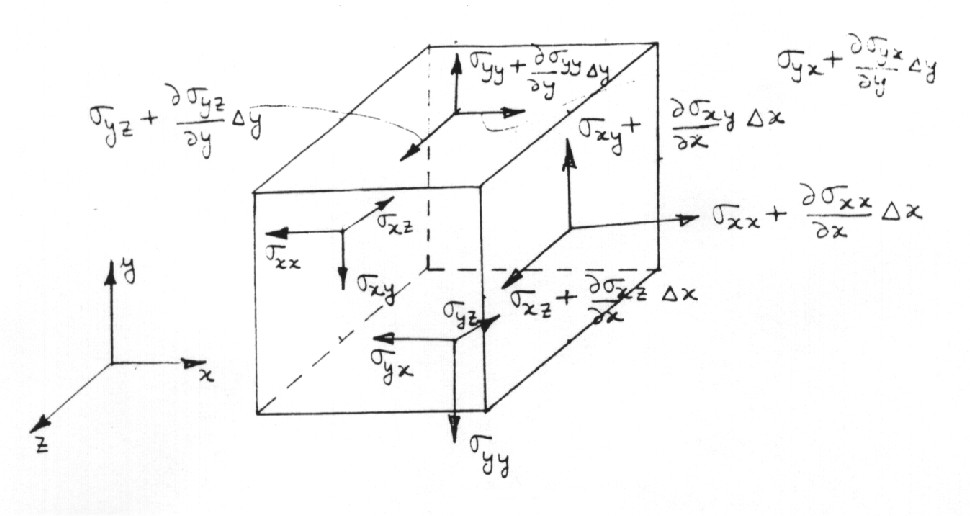 σyy + ∂σyy/∂y Δy
σyx + ∂σyx/∂y Δy
σyz + ∂σyz/∂y Δy
σxy + ∂σxy/∂x Δx
σxz
σxx + ∂σxx/∂x Δx
σxx
y
σxy
σxz + ∂σxz/∂x Δx
σyz
σyx
x
z
σyy